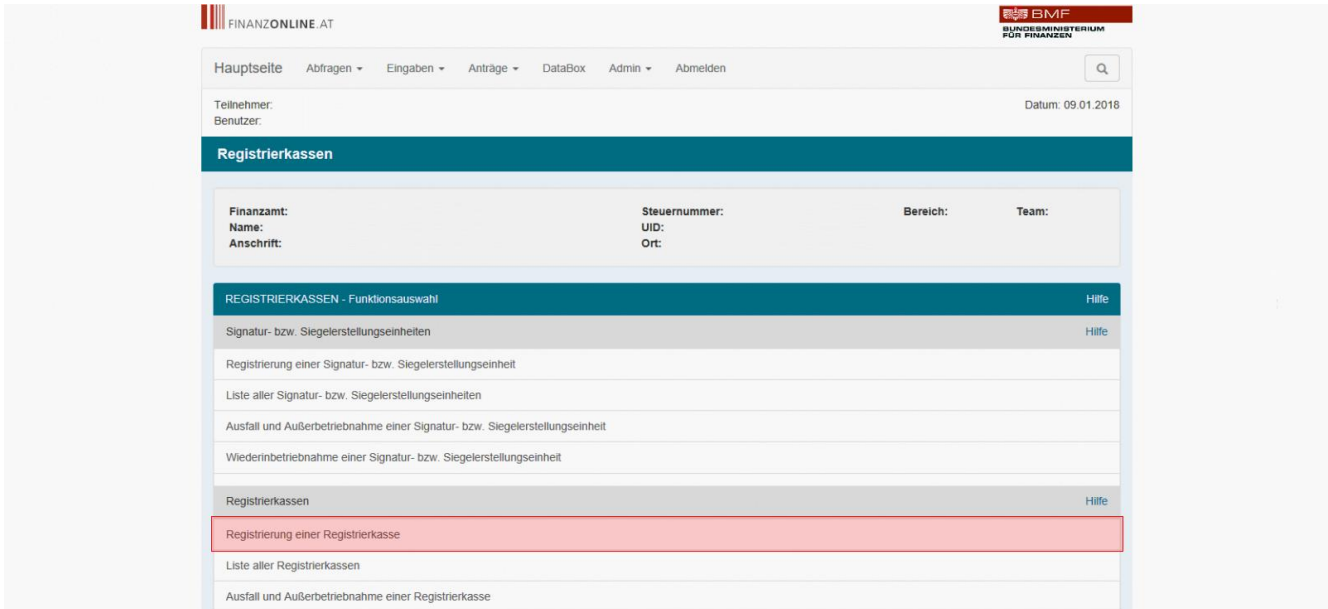 FINANZONLINE.AT
BMF
BUNDESMINISTERIUM
FÜR FINANZEN
Hauptseite Abfragen Eingaben Anträge DataBox Admin Abmelden
Teilnehmer: Datum: 09.01.2018
Benutzer:
Registrierkassen
Finanzamt: Steuernummer: Bereich: Team:
Name: UID:
Anschrift: Ort:
REGISTRIERKASSEN - Funktionsauswahl Hilfe
Signatur- bzw. Siegelerstellungseinheiten Hilfe
Registrierung einer Signatur- bzw. Siegelerstellungseinheit
Liste aller Signatur- bzw. Siegelerstellungseinheiten
Ausfall und Außerbetriebnahme einer Signatur- bzw. Siegelerstellungseinheit
Wiederinbetriebnahme einer Signatur- bzw. Siegelerstellungseinheit
Registrierkassen Hilfe
Registrierung einer Registrierkasse
Liste aller Registrierkassen
Ausfall und Außerbetriebnahme einer Registrierkasse